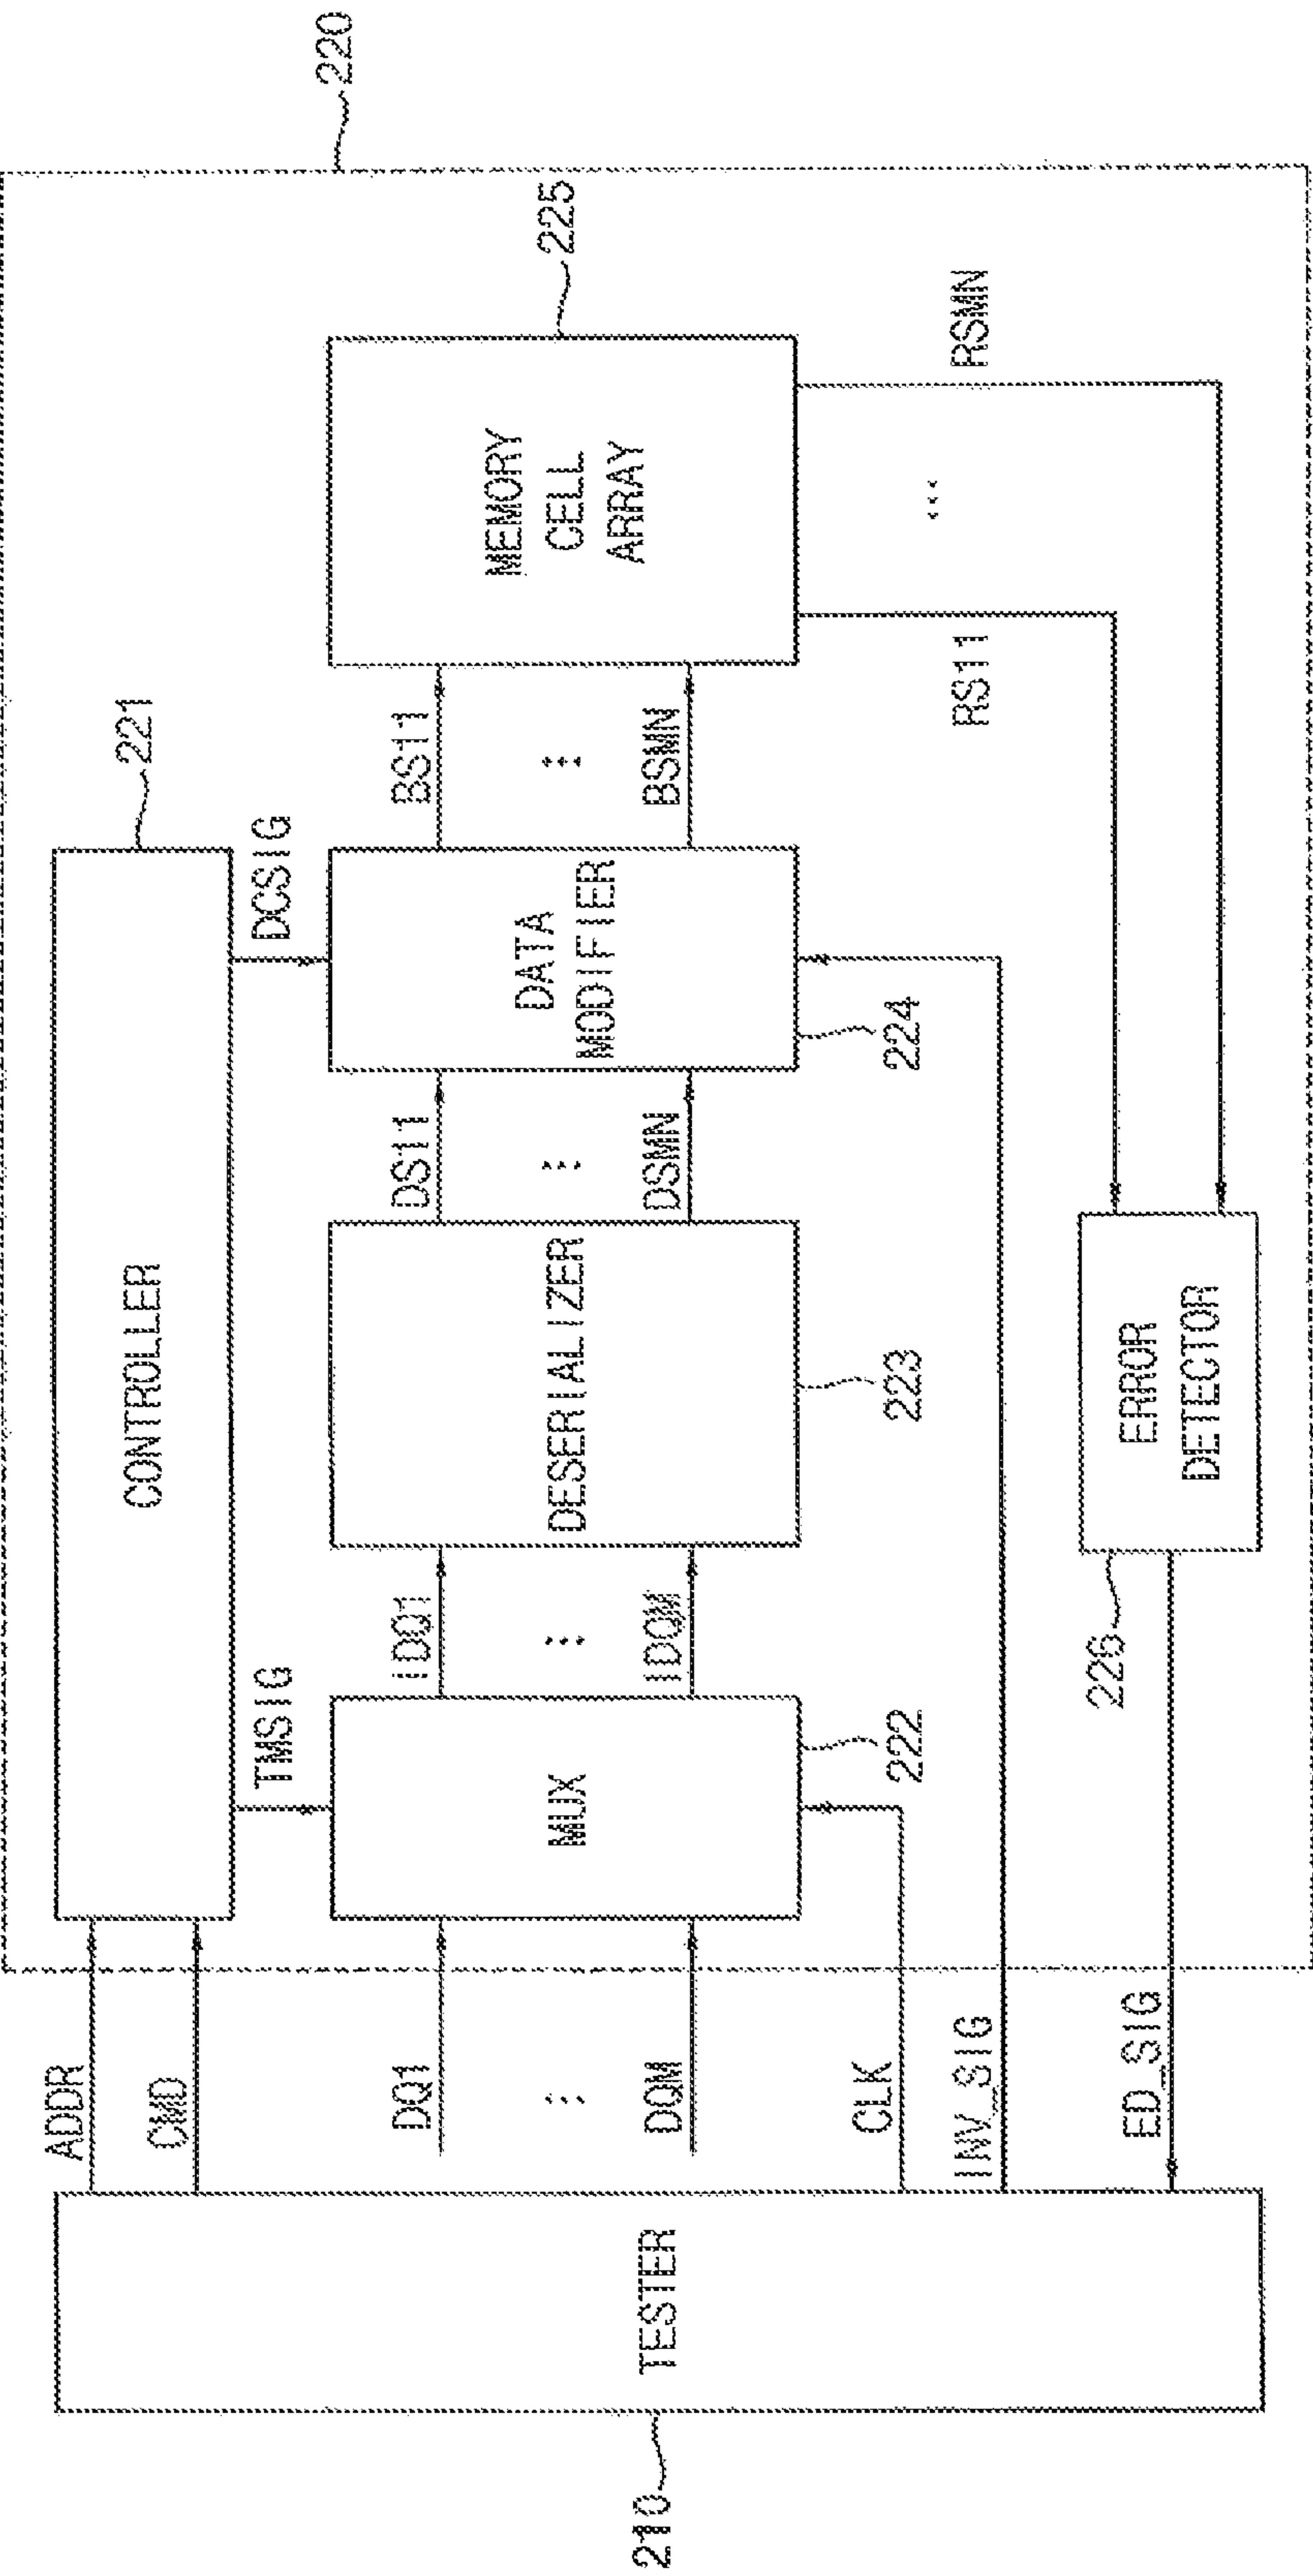 220
221
CONTROLLER
ADDR
CMD
TMSIG
DCSIG
DQ1
⋮
DQM
MUX
222
IDQ1
⋮
IDQM
DESERIALIZER
223
DS11
⋮
DSMN
DATA
MODIFIER
224
BS11
⋮
BSMN
MEMORY
CELL
ARRAY
225
CLK
INV_SIG
RS11
...
RSMN
ERROR
DETECTOR
226
ED_SIG
TESTER
210